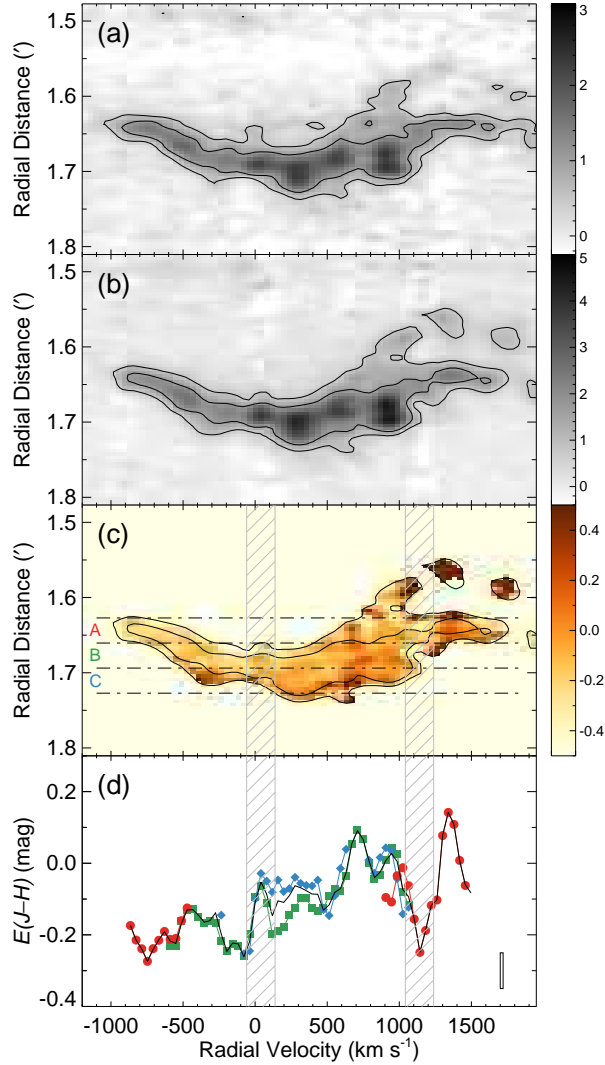 (a)
1.5
1.6
1.7
1.8
Radial Distance (′)
3
2
1
0
(b)
1.5
1.6
1.7
1.8
Radial Distance (′)
5
4
3
2
1
0
(c)
1.5
1.6
1.7
1.8
Radial Distance (′)
A
B
C
0.4
0.2
0.0
-0.2
-0.4
(d)
0.2
0.0
-0.2
-0.4
E(J–H) (mag)
-1000 -500 0 500 1000 1500
Radial Velocity (km s⁻¹)